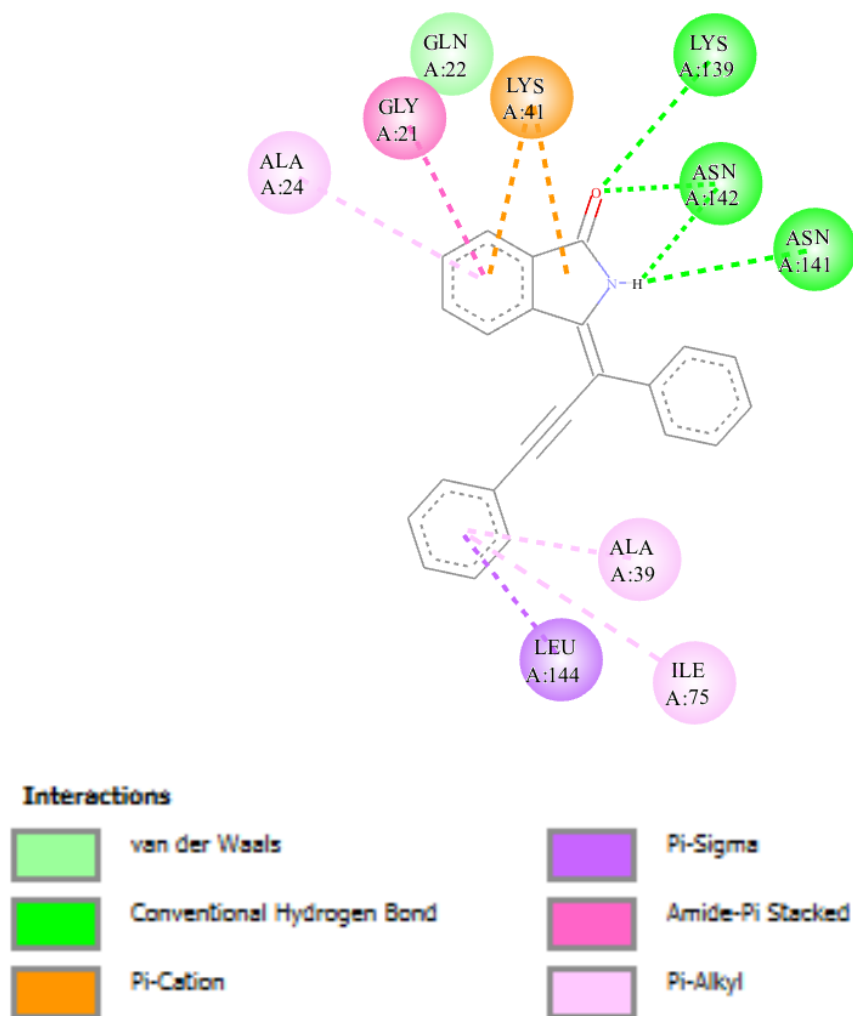 GLN
A:22
LYS
A:139
LYS
A:41
GLY
A:21
ALA
A:24
ASN
A:142
O
ASN
A:141
N
H
ALA
A:39
LEU
A:144
ILE
A:75
Interactions
van der Waals
Conventional Hydrogen Bond
Pi-Cation
Pi-Sigma
Amide-Pi Stacked
Pi-Alkyl